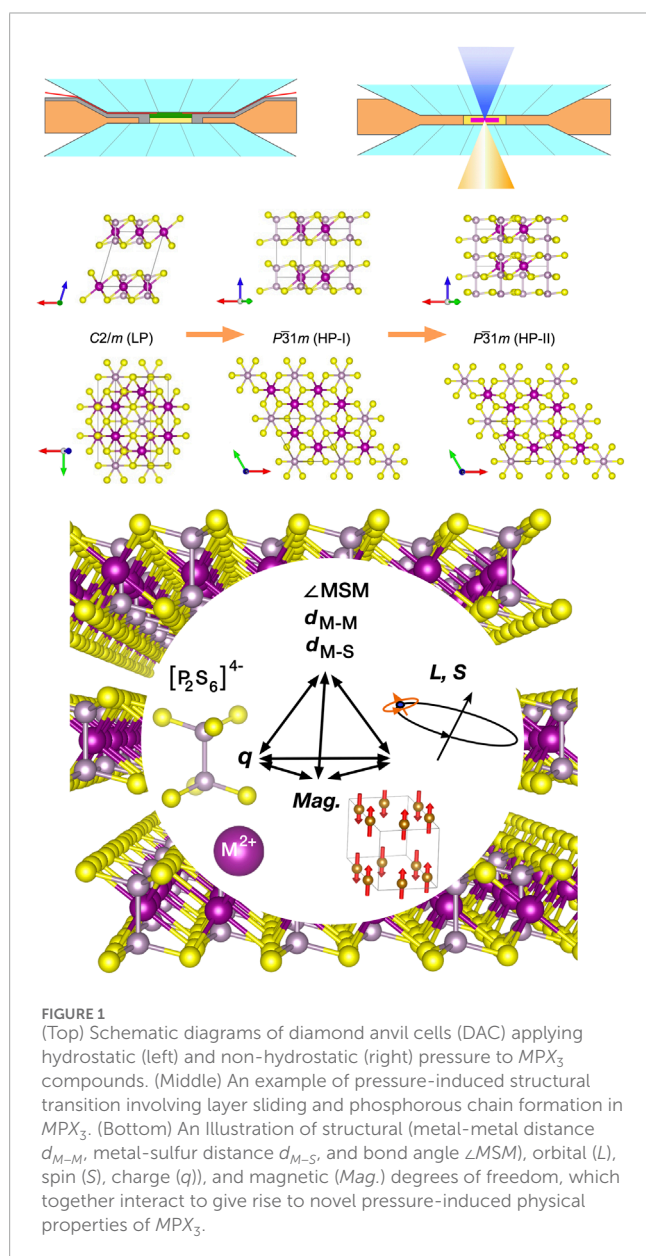 C2/m (LP)
P3̅1m (HP-I)
P3̅1m (HP-II)
∠MSM
d_M-M
d_M-S
[P₂S₆]⁴⁻
L, S
q
Mag.
M²⁺
FIGURE 1
(Top) Schematic diagrams of diamond anvil cells (DAC) applying
hydrostatic (left) and non-hydrostatic (right) pressure to MPX₃
compounds. (Middle) An example of pressure-induced structural
transition involving layer sliding and phosphorous chain formation in
MPX₃. (Bottom) An Illustration of structural (metal-metal distance
d_M–M, metal-sulfur distance d_M–S, and bond angle ∠MSM), orbital (L),
spin (S), charge (q)), and magnetic (Mag.) degrees of freedom, which
together interact to give rise to novel pressure-induced physical
properties of MPX₃.